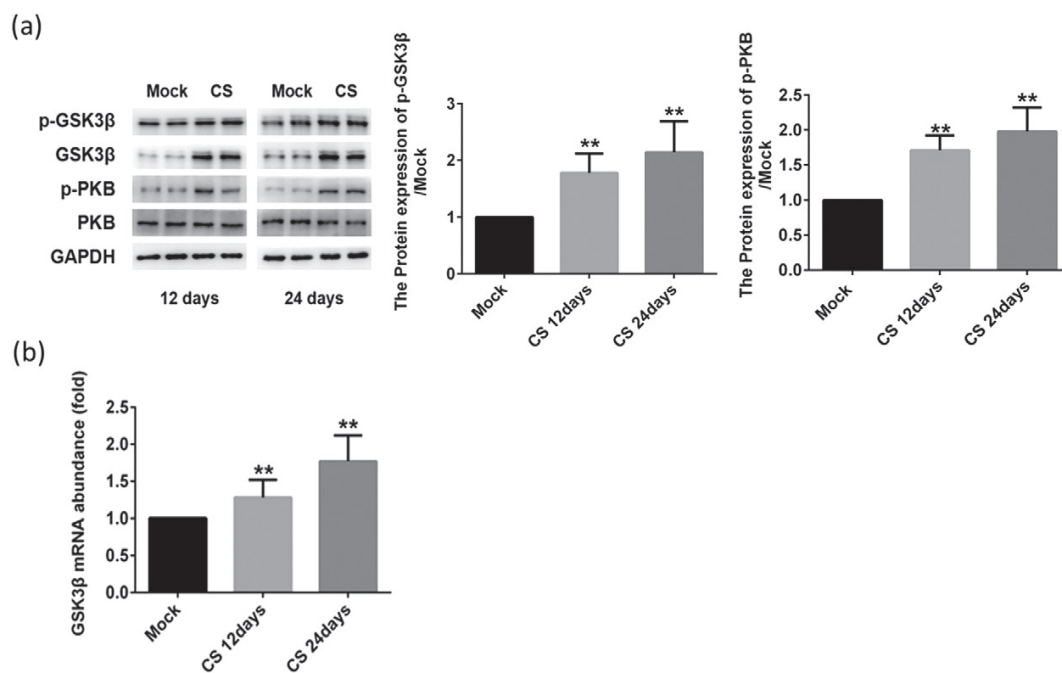 (a)
Mock CS Mock CS
p-GSK3β
GSK3β
p-PKB
PKB
GAPDH
12 days 24 days
The Protein expression of p-GSK3β
/Mock
3
2
1
0
**
**
Mock
CS 12days
CS 24days
The Protein expression of p-PKB
/Mock
2.5
2.0
1.5
1.0
0.5
0.0
**
**
Mock
CS 12days
CS 24days
(b)
GSK3β mRNA abundance (fold)
2.5
2.0
1.5
1.0
0.5
0.0
**
**
Mock
CS 12days
CS 24days